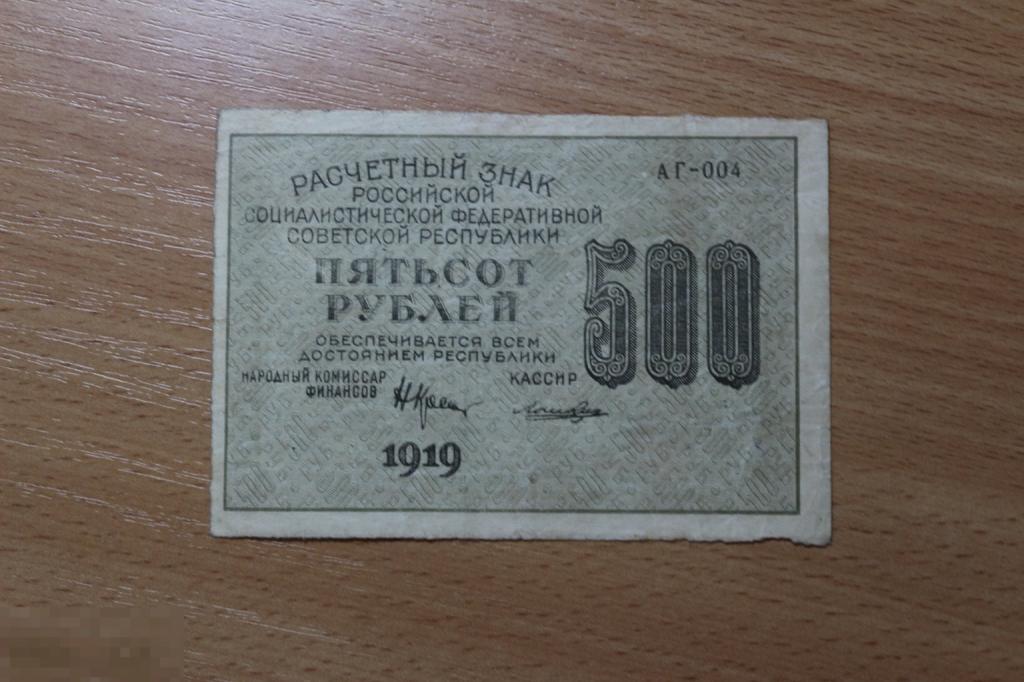 РАСЧЕТНЫЙ ЗНАК
РОССИЙСКОЙ
СОЦИАЛИСТИЧЕСКОЙ ФЕДЕРАТИВНОЙ
СОВЕТСКОЙ РЕСПУБЛИКИ
ПЯТЬСОТ
РУБЛЕЙ
ОБЕСПЕЧИВАЕТСЯ ВСЕМ
ДОСТОЯНИЕМ РЕСПУБЛИКИ
НАРОДНЫЙ КОМИССАР
ФИНАНСОВ
КАССИР
1919
АГ-004
500